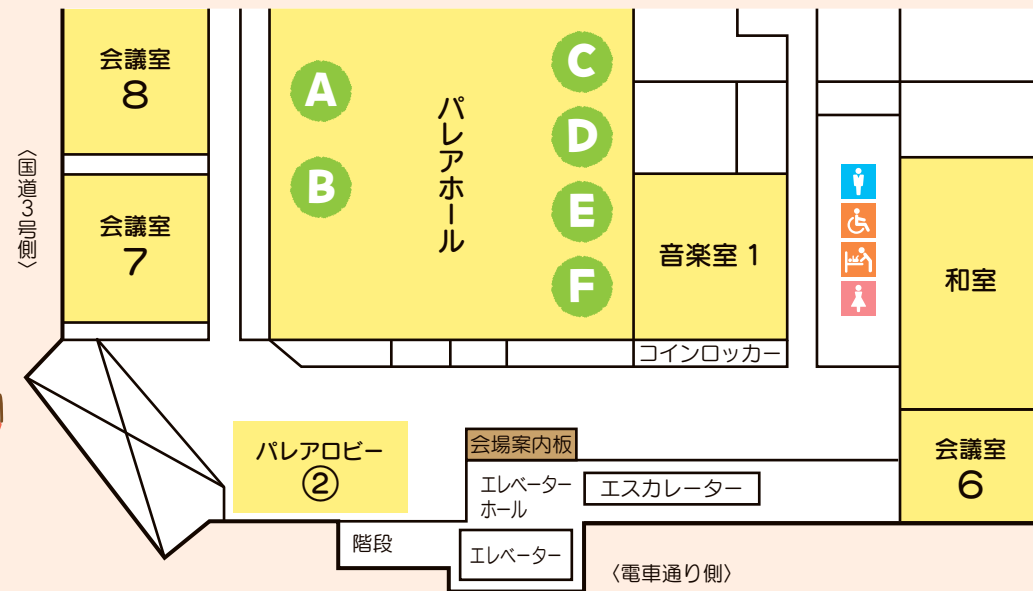 会議室
8
A
B
パレアホール
C
D
E
F
〈国道3号側〉
会議室
7
音楽室 1
和室
コインロッカー
パレアロビー
②
会場案内板
エレベーター
ホール
エスカレーター
会議室
6
階段
エレベーター
〈電車通り側〉